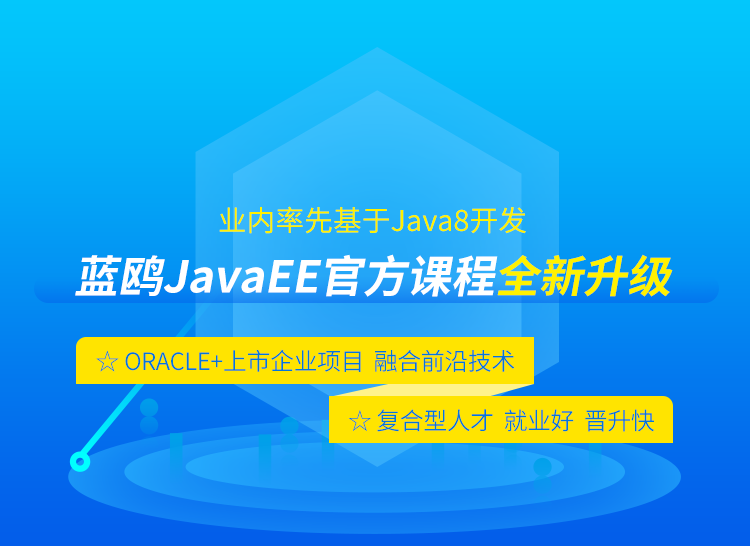 业内率先基于Java8开发
蓝鸥JavaEE官方课程全新升级
☆ ORACLE+上市企业项目 融合前沿技术
☆ 复合型人才 就业好 晋升快